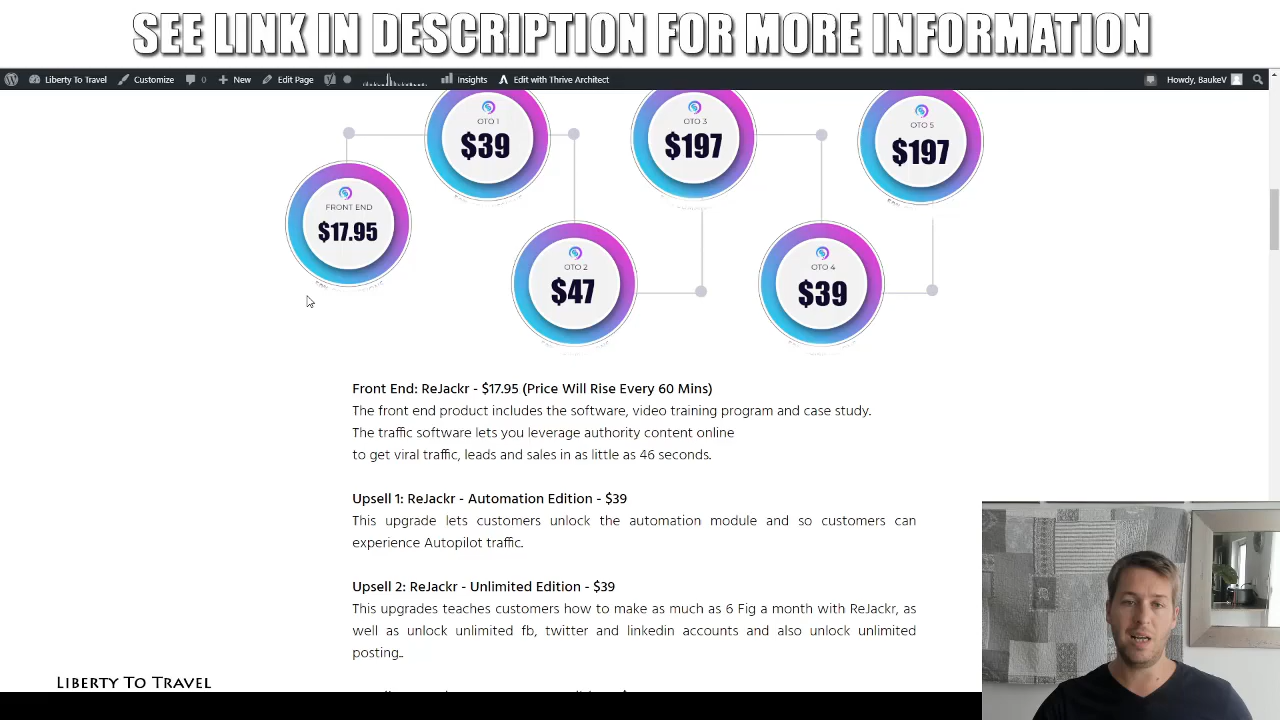 SEE LINK IN DESCRIPTION FOR MORE INFORMATION
Liberty To Travel Customize 0 New Edit Page Insights Edit with Thrive Architect Howdy, BaukeV
OTO 1
$39
OTO 3
$197
OTO 5
$197
FRONT END
$17.95
OTO 2
$47
OTO 4
$39
Front End: ReJackr - $17.95 (Price Will Rise Every 60 Mins)
The front end product includes the software, video training program and case study.
The traffic software lets you leverage authority content online
to get viral traffic, leads and sales in as little as 46 seconds.
Upsell 1: ReJackr - Automation Edition - $39
This upgrade lets customers unlock the automation module and so customers can
experience Autopilot traffic.
Upsell 2: ReJackr - Unlimited Edition - $39
This upgrades teaches customers how to make as much as 6 Fig a month with ReJackr, as
well as unlock unlimited fb, twitter and linkedin accounts and also unlock unlimited
posting..
LIBERTY TO TRAVEL